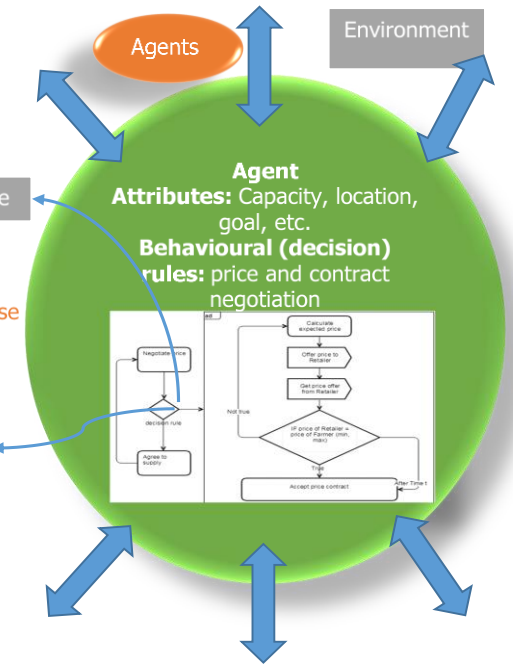 Agents
Environment
e
Agent
Attributes: Capacity, location,
goal, etc.
Behavioural (decision)
rules: price and contract
negotiation
se
Negotiate price
decision rule
Agree to
supply
Calculate
expected price
Offer price to
Retailer
Get price offer
from Retailer
Not true
IF price of Retailer =
price of Farmer (min,
max)
True
After Time t
Accept price contract